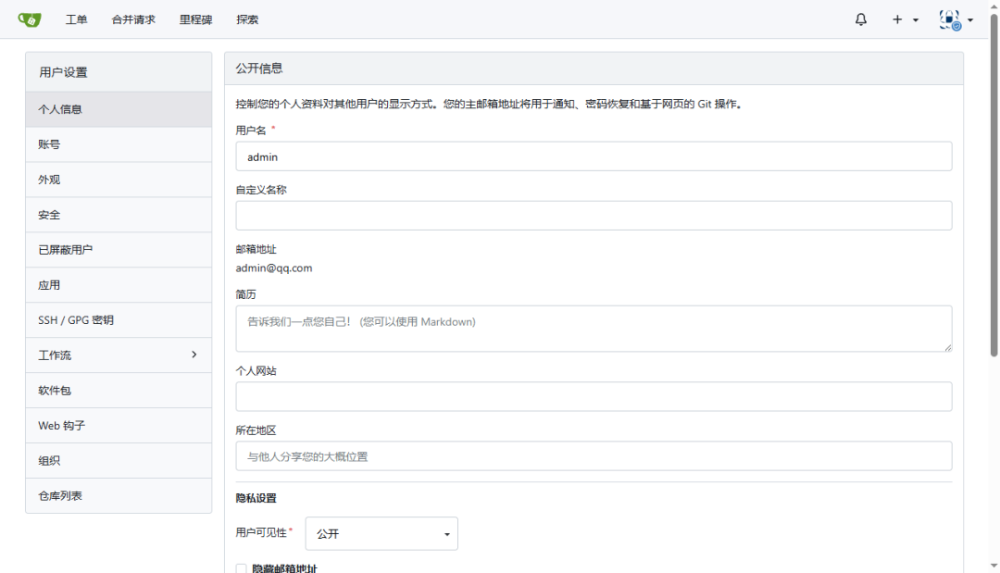 工单 合并请求 里程碑 探索
用户设置
个人信息
账号
外观
安全
已屏蔽用户
应用
SSH / GPG 密钥
工作流
软件包
Web 钩子
组织
仓库列表
公开信息
控制您的个人资料对其他用户的显示方式。您的主邮箱地址将用于通知、密码恢复和基于网页的 Git 操作。
用户名 *
admin
自定义名称
邮箱地址
admin@qq.com
简历
告诉我们一点您自己! (您可以使用 Markdown)
个人网站
所在地区
与他人分享您的大概位置
隐私设置
用户可见性 * 公开
隐藏邮箱地址